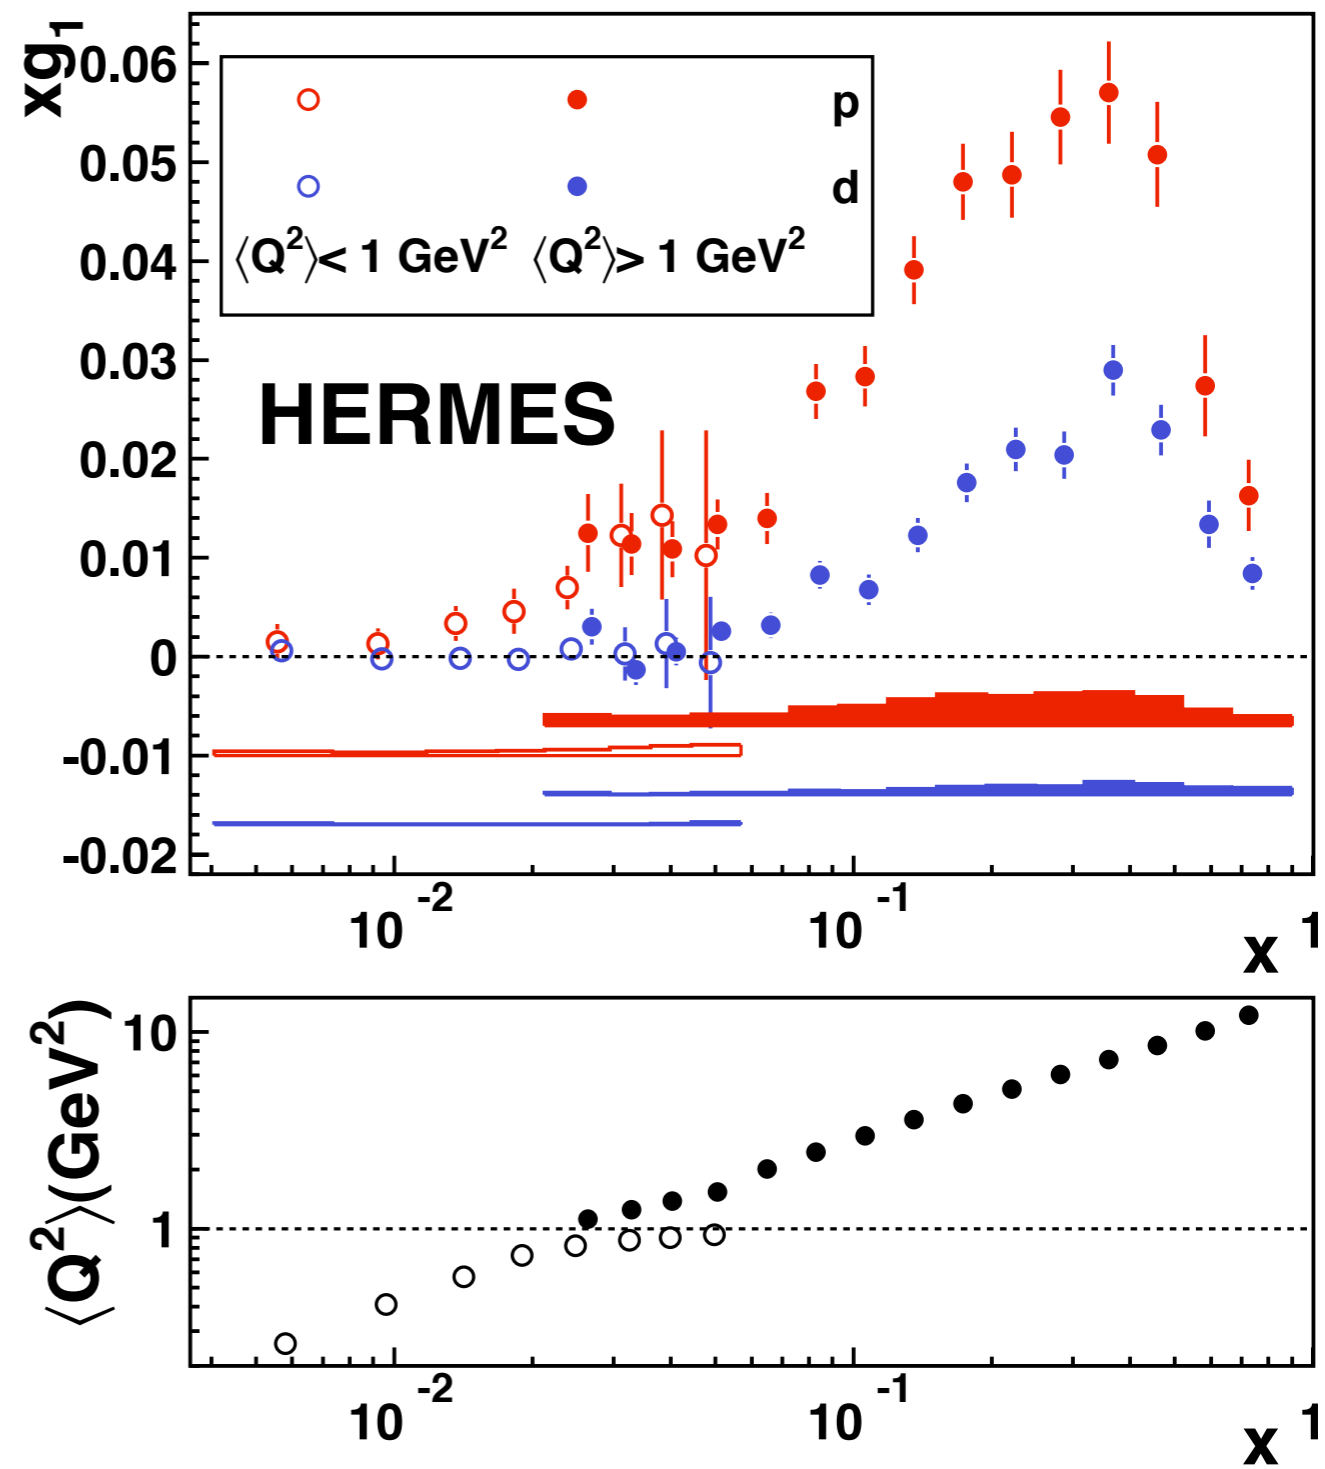 xg₁
0.06
p
0.05
d
⟨Q²⟩< 1 GeV² ⟨Q²⟩> 1 GeV²
0.04
0.03
HERMES
0.02
0.01
0
-0.01
-0.02
10⁻² 10⁻¹ x 1
⟨Q²⟩(GeV²)
10
1
10⁻² 10⁻¹ x 1